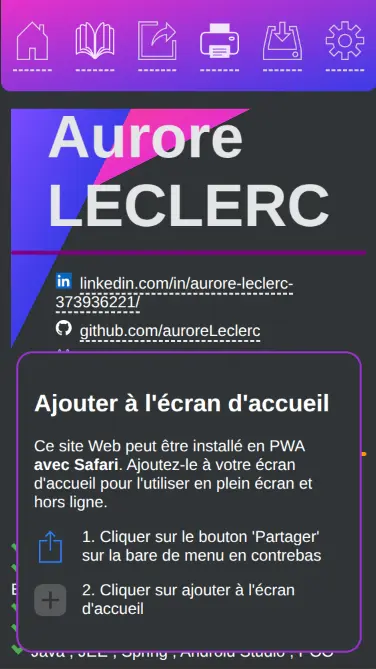 Aurore
LECLERC
linkedin.com/in/aurore-leclerc-
373936221/
github.com/auroreLeclerc
Ajouter à l'écran d'accueil
Ce site Web peut être installé en PWA
avec Safari. Ajoutez-le à votre écran
d'accueil pour l'utiliser en plein écran et
hors ligne.
1. Cliquer sur le bouton 'Partager'
sur la bare de menu en contrebas
2. Cliquer sur ajouter à l'écran
d'accueil
Java , JEE , Spring , Android Studio , POO